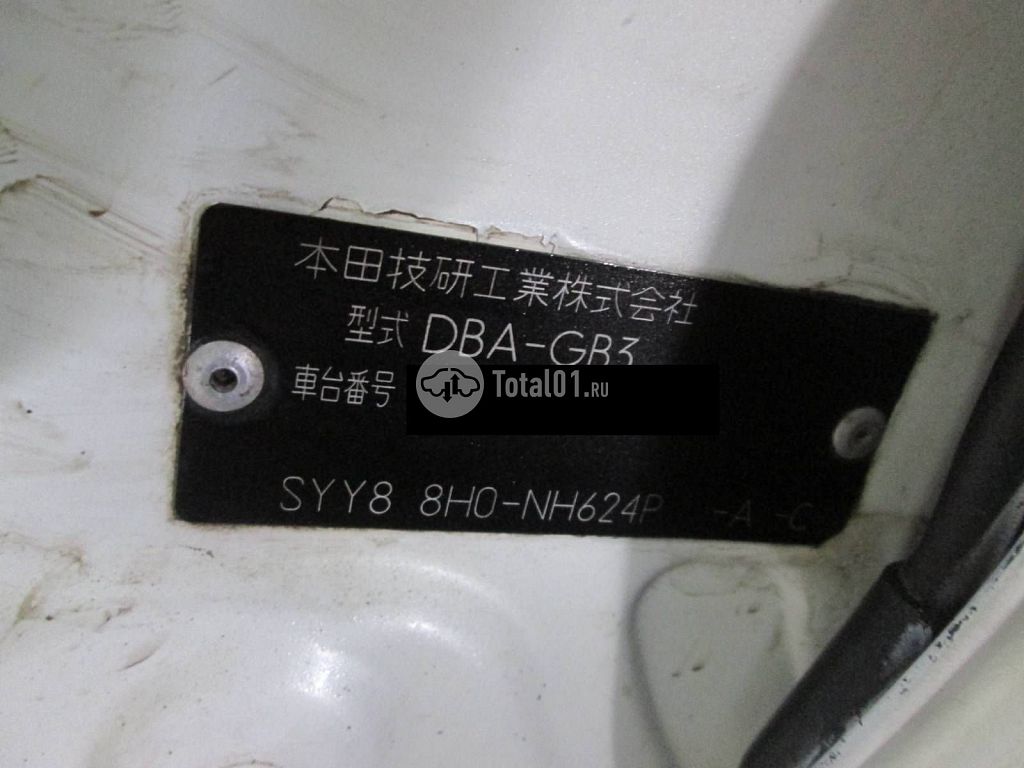 本田技研工業株式会社
型式 DBA-GB3
車台番号
Total01.RU
SYY8 8H0-NH624P -A -C